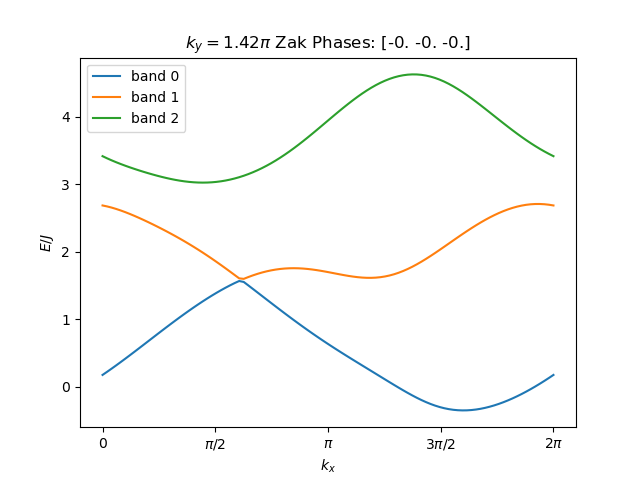 k_y = 1.42π Zak Phases: [-0. -0. -0.]
band 0
band 1
band 2
E/J
4
3
2
1
0
0 π/2 π 3π/2 2π
k_x